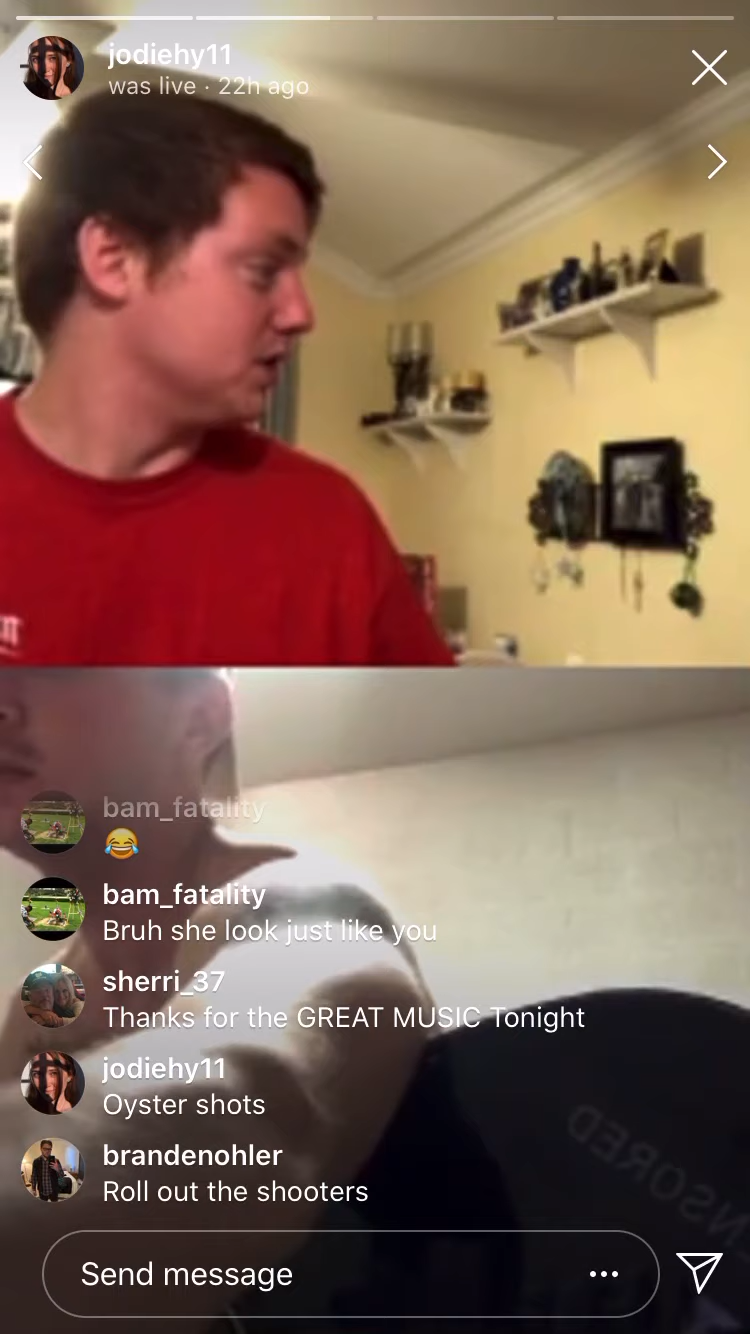 jodiehy11
was live · 22h ago
bam_fatality
😂
bam_fatality
Bruh she look just like you
sherri_37
Thanks for the GREAT MUSIC Tonight
jodiehy11
Oyster shots
brandenohler
Roll out the shooters
NSORED
Send message